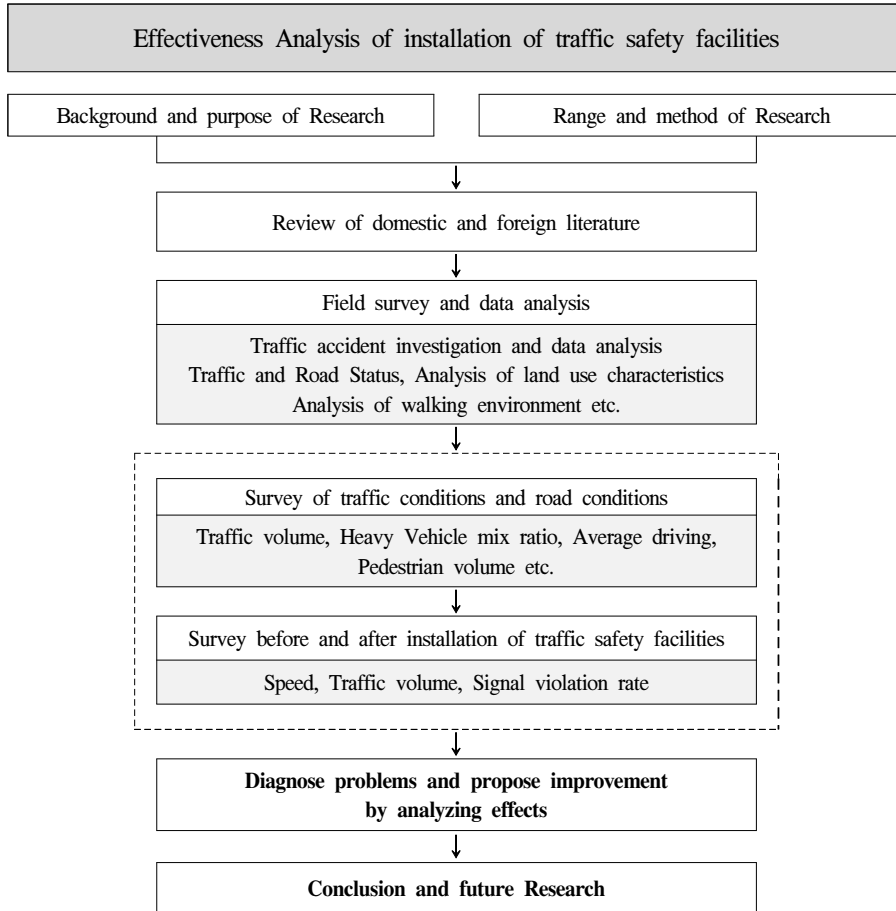 Effectiveness Analysis of installation of traffic safety facilities
Background and purpose of Research
Range and method of Research
Review of domestic and foreign literature
Field survey and data analysis
Traffic accident investigation and data analysis
Traffic and Road Status, Analysis of land use characteristics
Analysis of walking environment etc.
Survey of traffic conditions and road conditions
Traffic volume, Heavy Vehicle mix ratio, Average driving,
Pedestrian volume etc.
Survey before and after installation of traffic safety facilities
Speed, Traffic volume, Signal violation rate
Diagnose problems and propose improvement
by analyzing effects
Conclusion and future Research